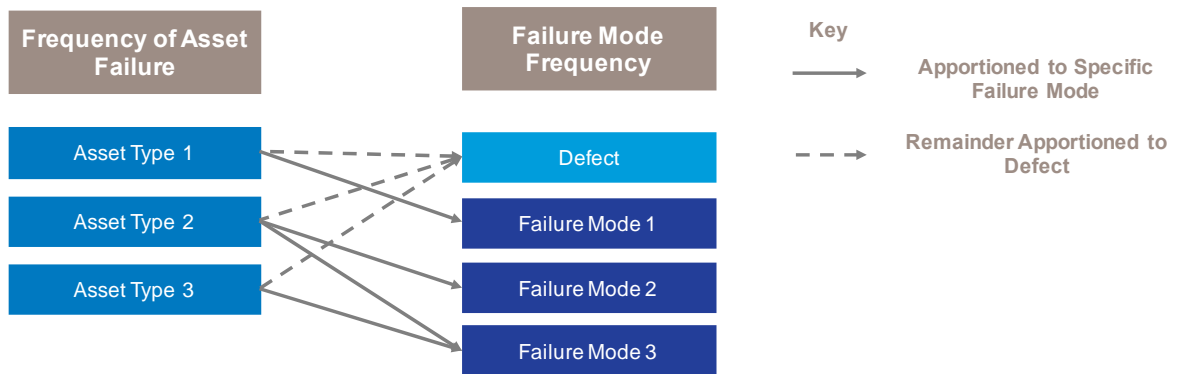 Frequency of Asset
Failure
Failure Mode
Frequency
Key
Apportioned to Specific
Failure Mode
Remainder Apportioned to
Defect
Asset Type 1
Asset Type 2
Asset Type 3
Defect
Failure Mode 1
Failure Mode 2
Failure Mode 3